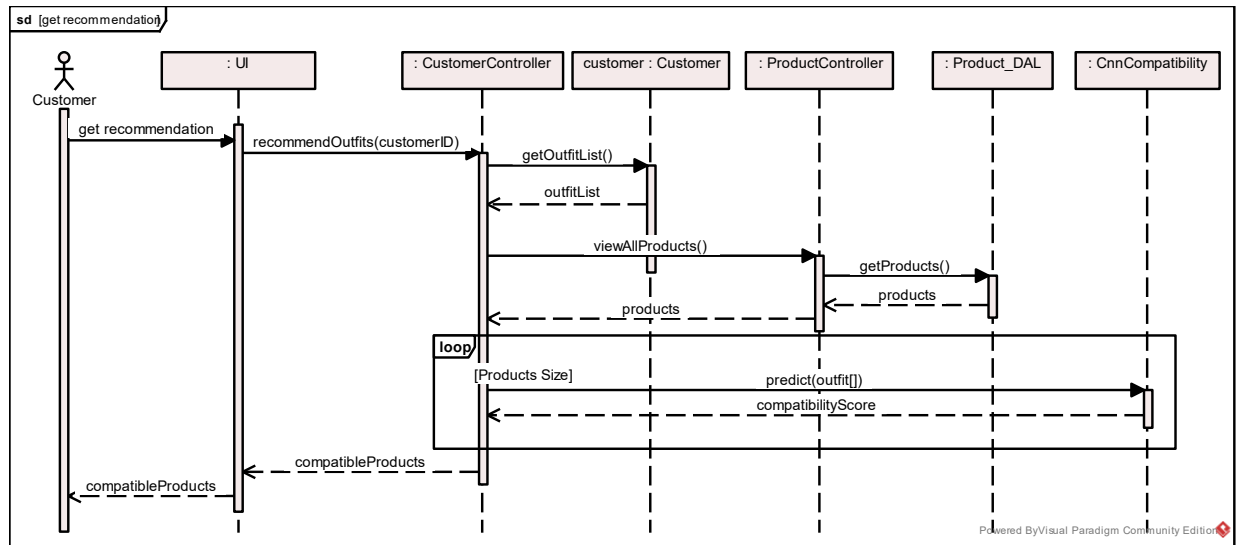 sd [get recommendation]
: UI
: CustomerController
customer : Customer
: ProductController
: Product_DAL
: CnnCompatibility
Customer
get recommendation
recommendOutfits(customerID)
getOutfitList()
outfitList
viewAllProducts()
getProducts()
products
products
loop
[Products Size]
predict(outfit[])
compatibilityScore
compatibleProducts
compatibleProducts
Powered ByVisual Paradigm Community Edition